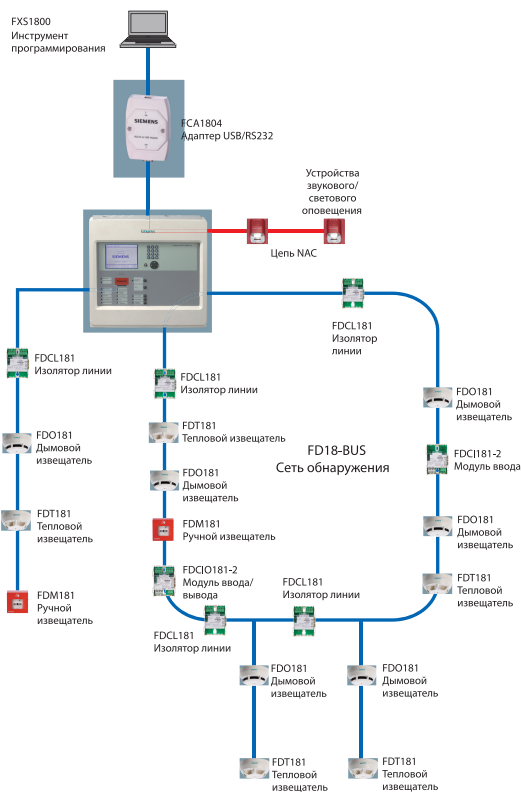 FXS1800
Инструмент
программирования
SIEMENS
FCA1804
Адаптер USB/RS232
Устройства
звукового/
светового
оповещения
Цепь NAC
SIEMENS
FDCL181
Изолятор
линии
FDCL181
Изолятор линии
FDCL181
Изолятор линии
FDO181
Дымовой
извещатель
FDT181
Тепловой извещатель
FDO181
Дымовой
извещатель
FD18-BUS
Сеть обнаружения
FDCI181-2
Модуль ввода
FDO181
Дымовой
извещатель
FDT181
Тепловой
извещатель
FDM181
Ручной извещатель
FDO181
Дымовой
извещатель
FDCIO181-2
Модуль ввода/
вывода
FDCL181
Изолятор линии
FDT181
Тепловой
извещатель
FDM181
Ручной
извещатель
FDCL181
Изолятор линии
FDO181
Дымовой
извещатель
FDO181
Дымовой
извещатель
FDT181
Тепловой
извещатель
FDT181
Тепловой
извещатель